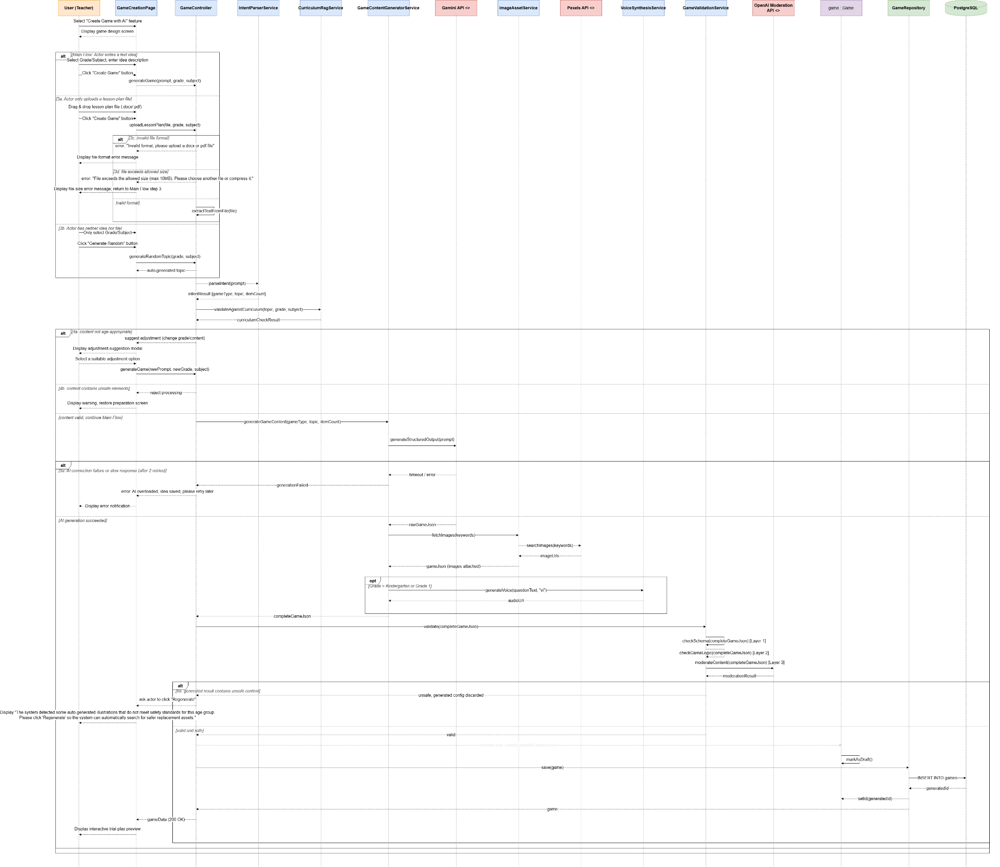 User (Teacher)
GameCreationPage
GameController
IntentParserService
CurriculumRagService
GameContentGeneratorService
Gemini API <>
ImageAssetService
Pexels API <>
VoiceSynthesisService
GameValidationService
OpenAI Moderation
API <>
game : Game
GameRepository
PostgreSQL
Select "Create Game with AI" feature
Display game design screen
alt
[Main Flow: Actor writes a text idea]
Select Grade/Subject, enter idea description
Click "Create Game" button
generateGame(prompt, grade, subject)
[3a. Actor only uploads a lesson-plan file]
Drag & drop lesson plan file (.docx/.pdf)
Click "Create Game" button
uploadLessonPlan(file, grade, subject)
alt
[3c. invalid file format]
error: "Invalid format, please upload a docx or pdf file"
Display file-format error message
[3d. file exceeds allowed size]
error: "File exceeds the allowed size (max 10MB). Please choose another file or compress it."
Display file-size error message; return to Main Flow step 3
[valid format]
extractTextFromFile(file)
[3b. Actor has neither idea nor file]
Only select Grade/Subject
Click "Generate Random" button
generateRandomTopic(grade, subject)
auto-generated topic
parseIntent(prompt)
intentResult {gameType, topic, itemCount}
validateAgainstCurriculum(topic, grade, subject)
curriculumCheckResult
alt
[4a. content not age-appropriate]
suggest adjustment (change grade/content)
Display adjustment-suggestion modal
Select a suitable adjustment option
generateGame(newPrompt, newGrade, subject)
[4b. content contains unsafe elements]
reject processing
Display warning, restore preparation screen
[content valid, continue Main Flow]
generateGameContent(gameType, topic, itemCount)
generateStructuredOutput(prompt)
alt
[5a. AI connection failure or slow response (after 2 retries)]
timeout / error
generationFailed
error: AI overloaded, idea saved, please retry later
Display error notification
[AI generation succeeded]
rawGameJson
fetchImages(keywords)
searchImages(keywords)
imageUrls
gameJson (images attached)
opt
[Grade = Kindergarten or Grade 1]
generateVoice(questionText, "vi")
audioUrl
completeGameJson
validate(completeGameJson)
checkSchema(completeGameJson) [Layer 1]
checkGameLogic(completeGameJson) [Layer 2]
moderateContent(completeGameJson) [Layer 3]
moderationResult
alt
[6a. generated result contains unsafe content]
unsafe, generated config discarded
ask actor to click "Regenerate"
Display "The system detected some auto-generated illustrations that do not meet safety standards for this age group.
Please click 'Regenerate' so the system can automatically search for safer replacement assets."
[valid and safe]
valid
create new Game(completeGameJson)
markAsDraft()
save(game)
INSERT INTO games
generatedId
setId(generatedId)
game
gameData (200 OK)
Display interactive trial-play preview